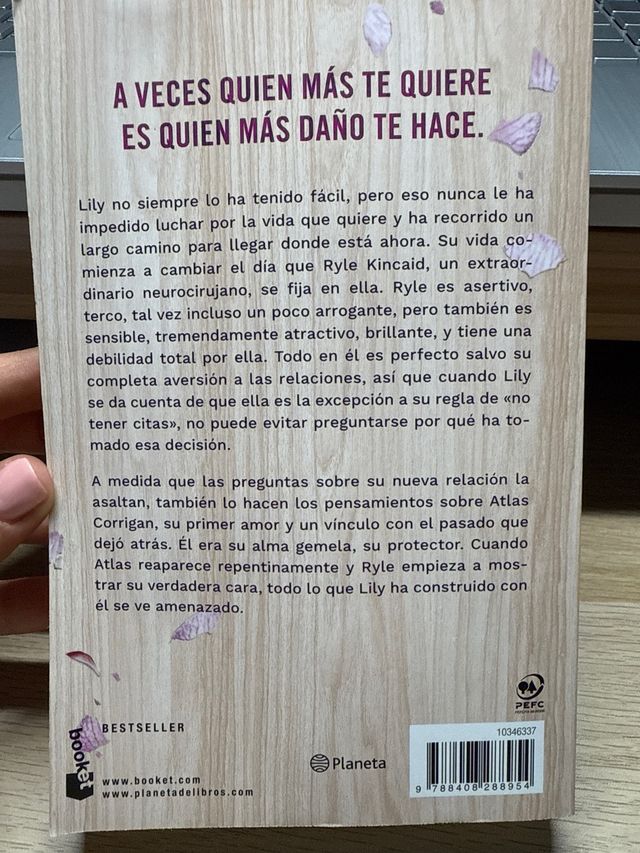 A VECES QUIEN MÁS TE QUIERE
ES QUIEN MÁS DAÑO TE HACE.
Lily no siempre lo ha tenido fácil, pero eso nunca le ha
impedido luchar por la vida que quiere y ha recorrido un
largo camino para llegar donde está ahora. Su vida co-
mienza a cambiar el día que Ryle Kincaid, un extraor-
dinario neurocirujano, se fija en ella. Ryle es asertivo,
terco, tal vez incluso un poco arrogante, pero también es
sensible, tremendamente atractivo, brillante, y tiene una
debilidad total por ella. Todo en él es perfecto salvo su
completa aversión a las relaciones, así que cuando Lily
se da cuenta de que ella es la excepción a su regla de «no
tener citas», no puede evitar preguntarse por qué ha to-
mado esa decisión.
A medida que las preguntas sobre su nueva relación la
asaltan, también lo hacen los pensamientos sobre Atlas
Corrigan, su primer amor y un vínculo con el pasado que
dejó atrás. Él era su alma gemela, su protector. Cuando
Atlas reaparece repentinamente y Ryle empieza a mos-
trar su verdadera cara, todo lo que Lily ha construido con
él se ve amenazado.
PEFC
BESTSELLER
booket
www.booket.com
www.planetadelibros.com
Planeta
10346337
9 788408 288954